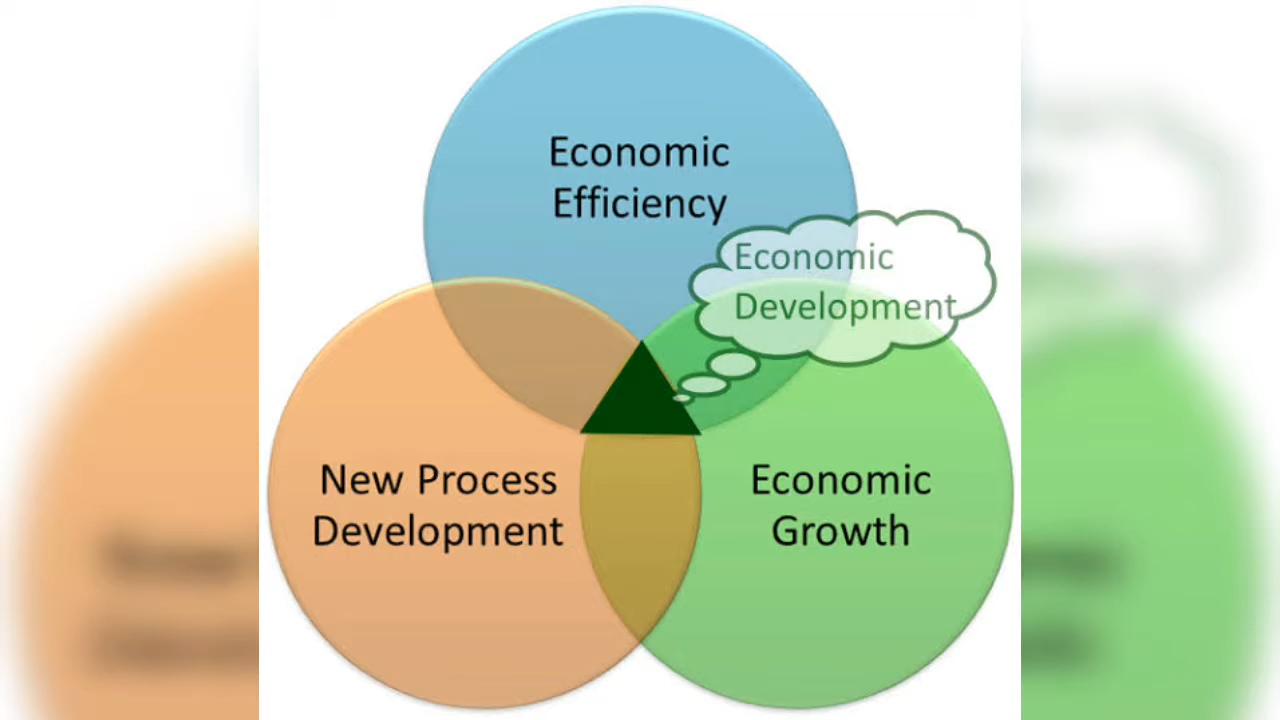 Economic
Efficiency
Economic
Development
New Process
Development
Economic
Growth